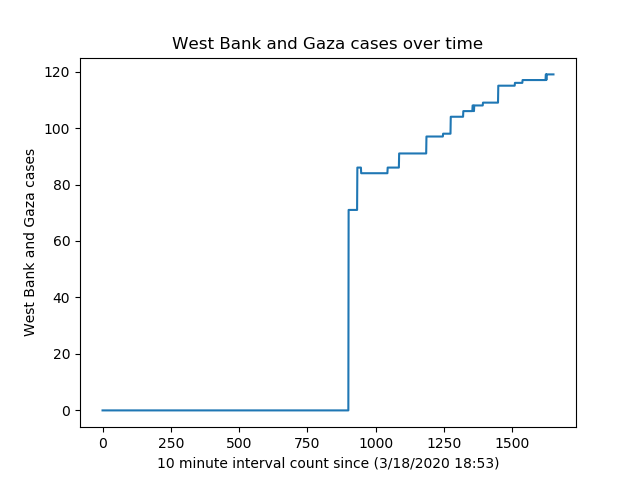 West Bank and Gaza cases over time
120
100
80
60
40
20
0
West Bank and Gaza cases
0 250 500 750 1000 1250 1500
10 minute interval count since (3/18/2020 18:53)